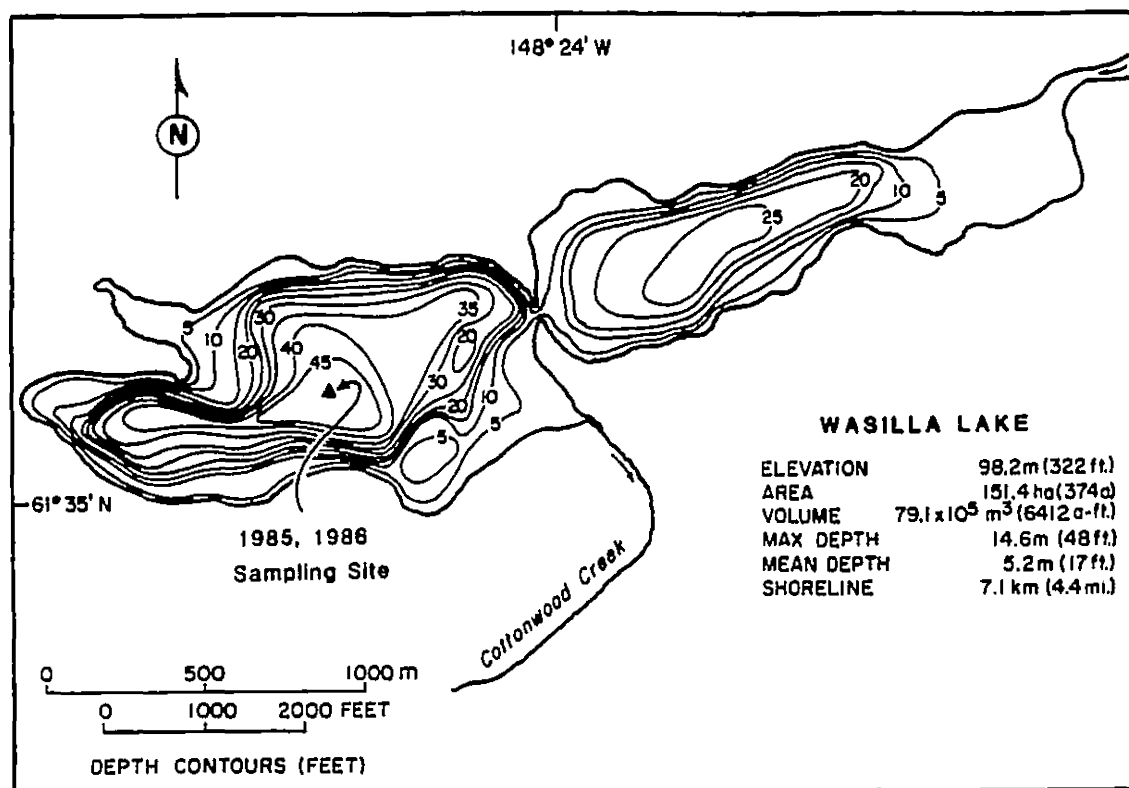 148° 24' W
N
20
10
5
25
5
10
20
30
40
45
35
20
30
20
10
5
5
61° 35' N
1985, 1986
Sampling Site
Cottonwood Creek
WASILLA LAKE
ELEVATION 98.2m (322 ft.)
AREA 151.4 ha (374a)
VOLUME 79.1x10⁵ m³ (6412 a-ft.)
MAX DEPTH 14.6m (48ft.)
MEAN DEPTH 5.2m (17 ft.)
SHORELINE 7.1 km (4.4 mi.)
0 500 1000 m
0 1000 2000 FEET
DEPTH CONTOURS (FEET)